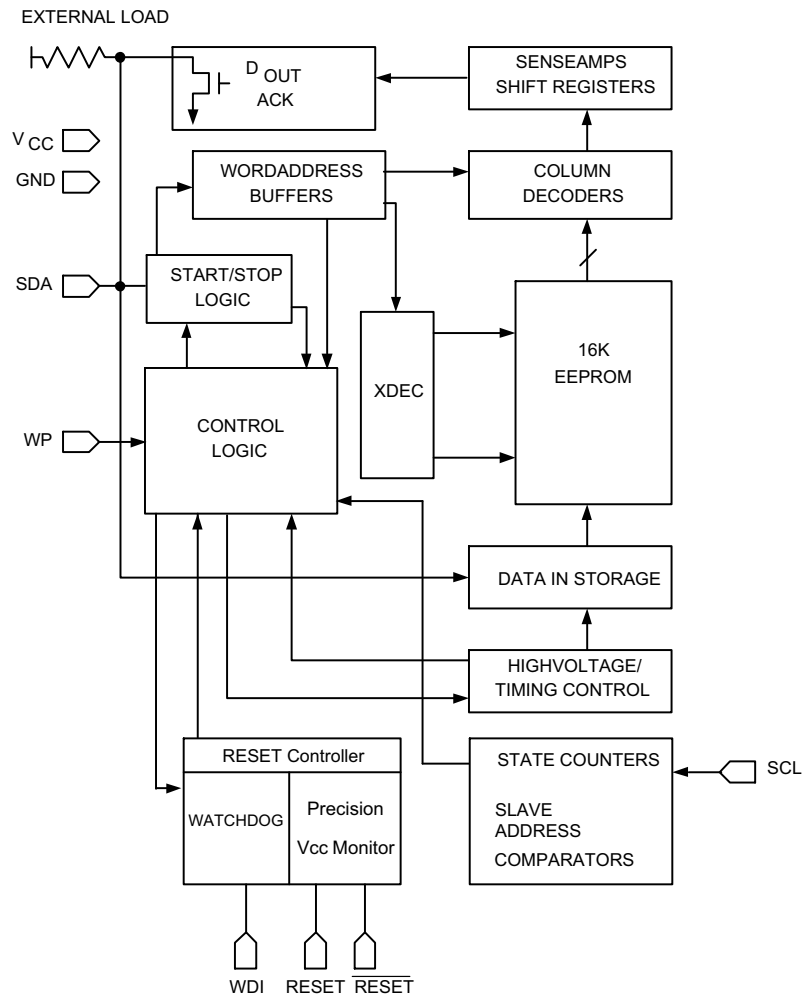 EXTERNAL LOAD
D OUT
ACK
SENSEAMPS
SHIFT REGISTERS
V CC
GND
WORDADDRESS
BUFFERS
COLUMN
DECODERS
SDA
START/STOP
LOGIC
XDEC
16K
EEPROM
WP
CONTROL
LOGIC
DATA IN STORAGE
HIGHVOLTAGE/
TIMING CONTROL
RESET Controller
WATCHDOG
Precision
Vcc Monitor
STATE COUNTERS
SLAVE
ADDRESS
COMPARATORS
SCL
WDI
RESET
RESET